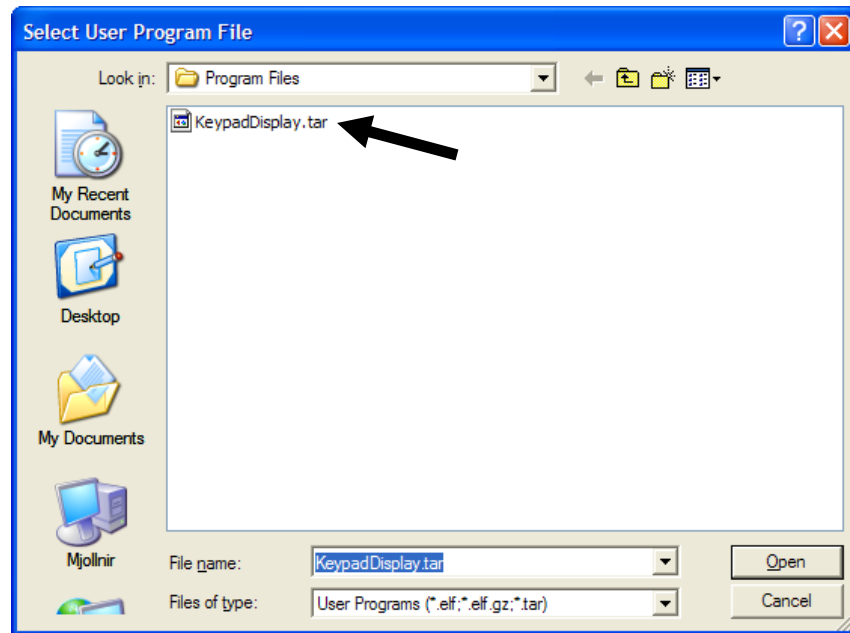 Select User Program File
Look in:
Program Files
KeypadDisplay.tar
My Recent
Documents
Desktop
My Documents
Mjollnir
File name:
KeypadDisplay.tar
Open
Files of type:
User Programs (*.elf;*.elf.gz;*.tar)
Cancel